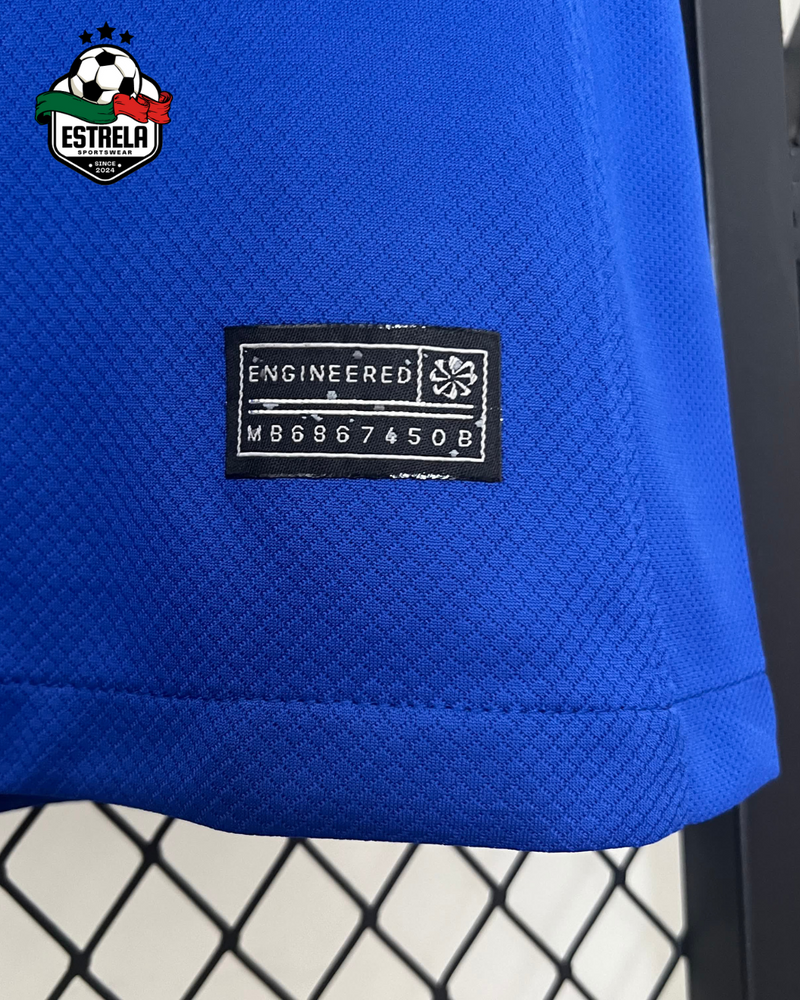 ESTRELA
SPORTSWEAR
SINCE
2024
ENGINEERED
MB6867450B